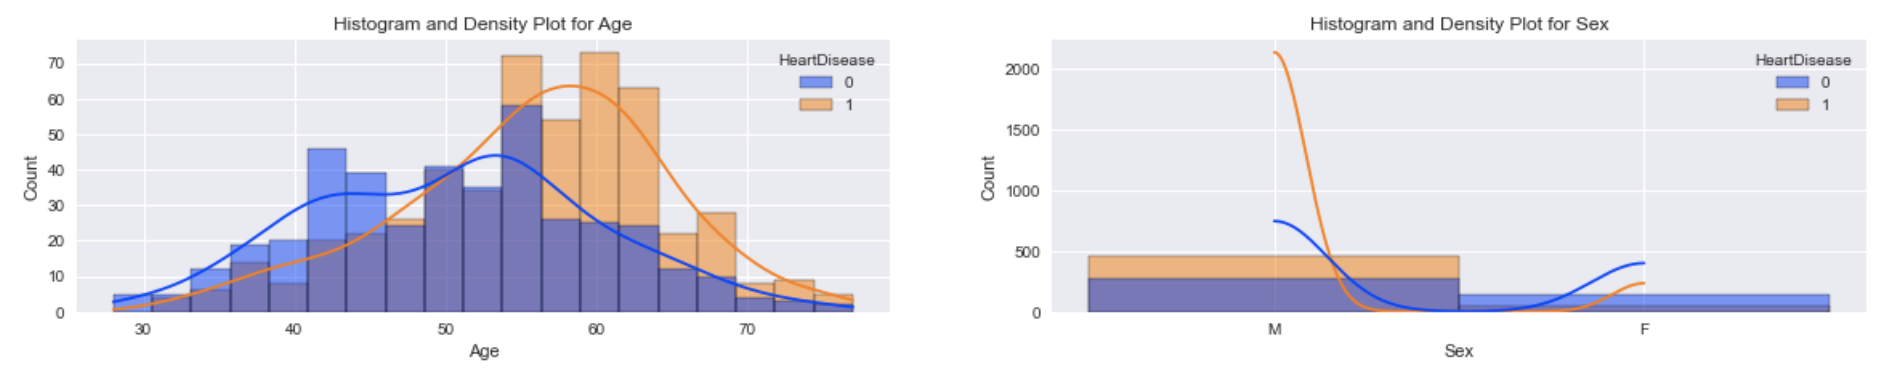 Histogram and Density Plot for Age
HeartDisease
0
1
Count
70
60
50
40
30
20
10
0
30 40 50 60 70
Age
Histogram and Density Plot for Sex
HeartDisease
0
1
Count
2000
1500
1000
500
0
M F
Sex